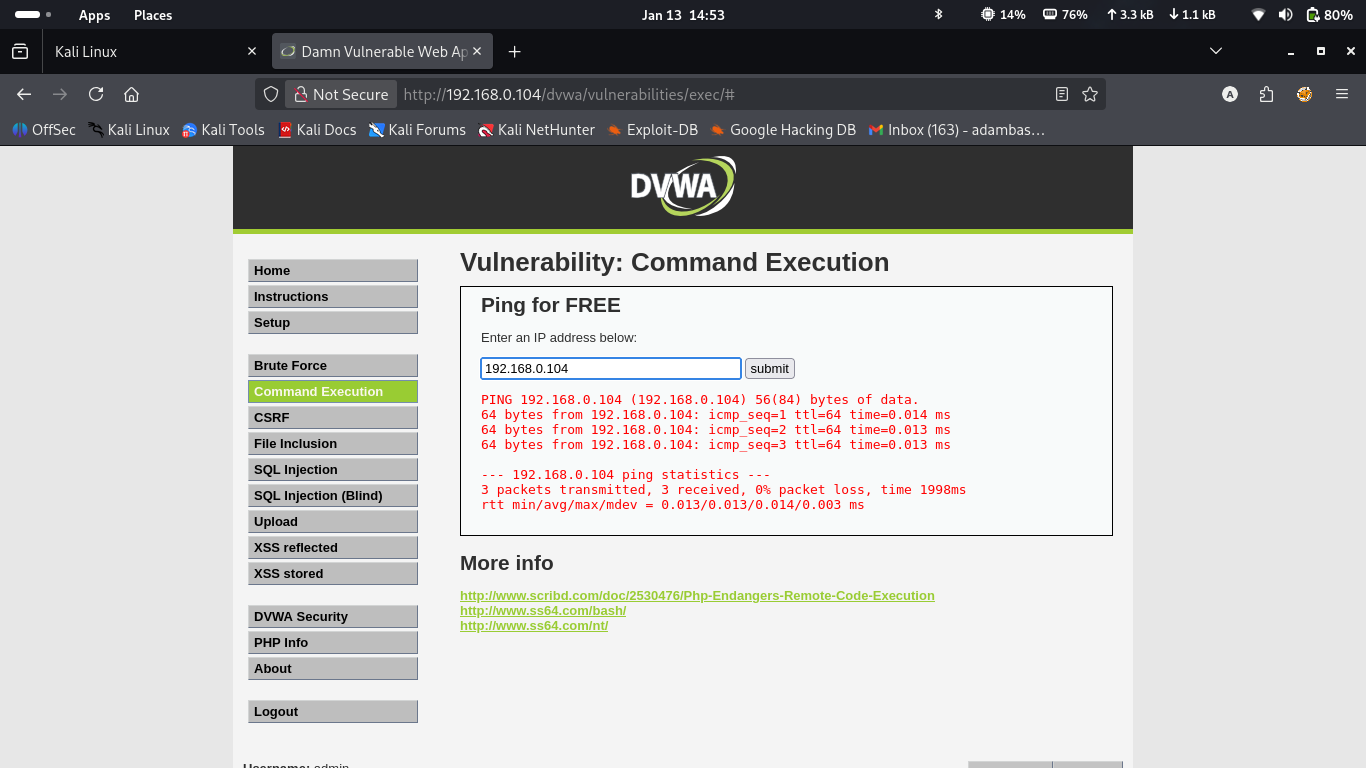 Apps Places Jan 13 14:53 14% 76% 3.3 kB 1.1 kB 80%
Kali Linux Damn Vulnerable Web Ap
Not Secure http://192.168.0.104/dvwa/vulnerabilities/exec/# A
OffSec Kali Linux Kali Tools Kali Docs Kali Forums Kali NetHunter Exploit-DB Google Hacking DB Inbox (163) - adambas…
DVWA
Home
Instructions
Setup
Brute Force
Command Execution
CSRF
File Inclusion
SQL Injection
SQL Injection (Blind)
Upload
XSS reflected
XSS stored
DVWA Security
PHP Info
About
Logout
Vulnerability: Command Execution
Ping for FREE
Enter an IP address below:
192.168.0.104 submit
PING 192.168.0.104 (192.168.0.104) 56(84) bytes of data.
64 bytes from 192.168.0.104: icmp_seq=1 ttl=64 time=0.014 ms
64 bytes from 192.168.0.104: icmp_seq=2 ttl=64 time=0.013 ms
64 bytes from 192.168.0.104: icmp_seq=3 ttl=64 time=0.013 ms
--- 192.168.0.104 ping statistics ---
3 packets transmitted, 3 received, 0% packet loss, time 1998ms
rtt min/avg/max/mdev = 0.013/0.013/0.014/0.003 ms
More info
http://www.scribd.com/doc/2530476/Php-Endangers-Remote-Code-Execution
http://www.ss64.com/bash/
http://www.ss64.com/nt/
Username: admin